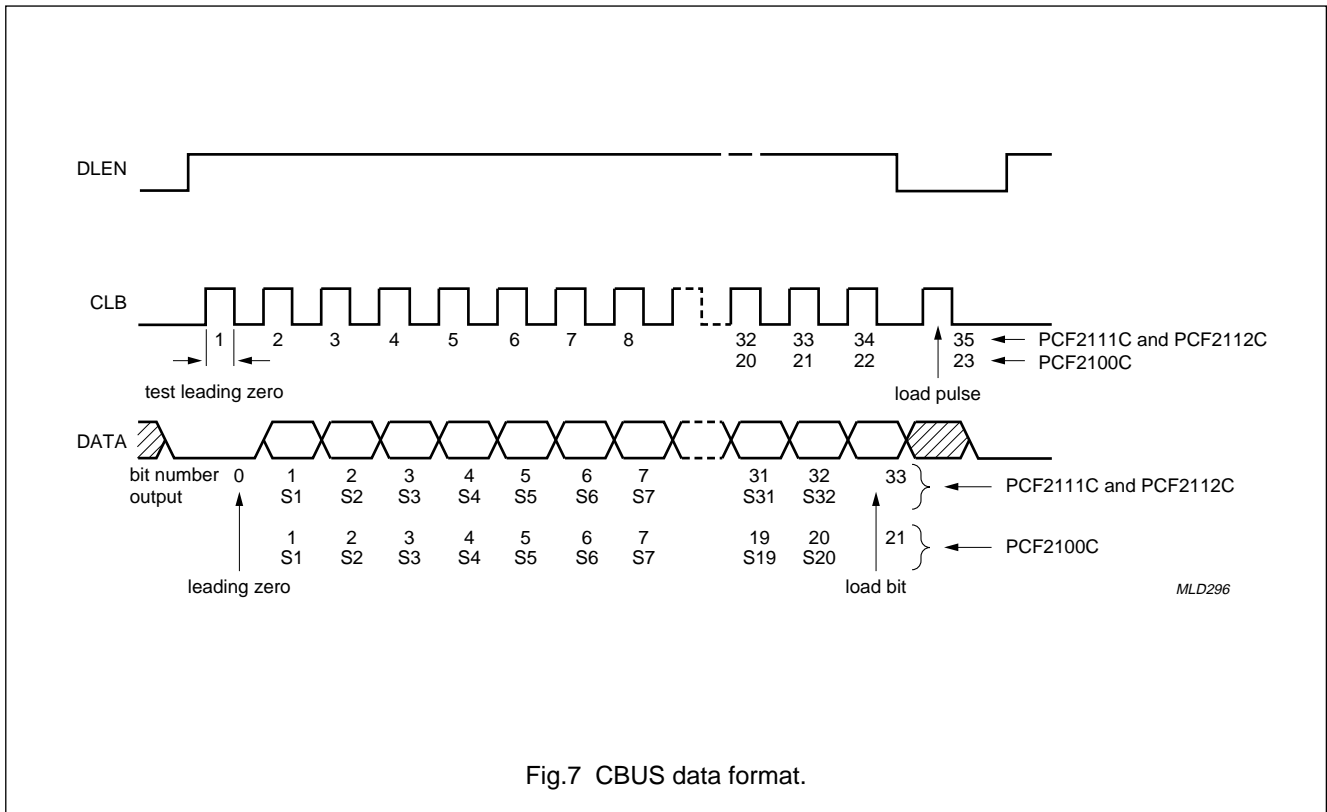 DLEN
CLB
1 2 3 4 5 6 7 8 32 33 34 35 PCF2111C and PCF2112C
20 21 22 23 PCF2100C
test leading zero
load pulse
DATA
bit number 0 1 2 3 4 5 6 7 31 32 33
output S1 S2 S3 S4 S5 S6 S7 S31 S32
PCF2111C and PCF2112C
1 2 3 4 5 6 7 19 20 21
S1 S2 S3 S4 S5 S6 S7 S19 S20
PCF2100C
leading zero
load bit
MLD296
Fig.7 CBUS data format.